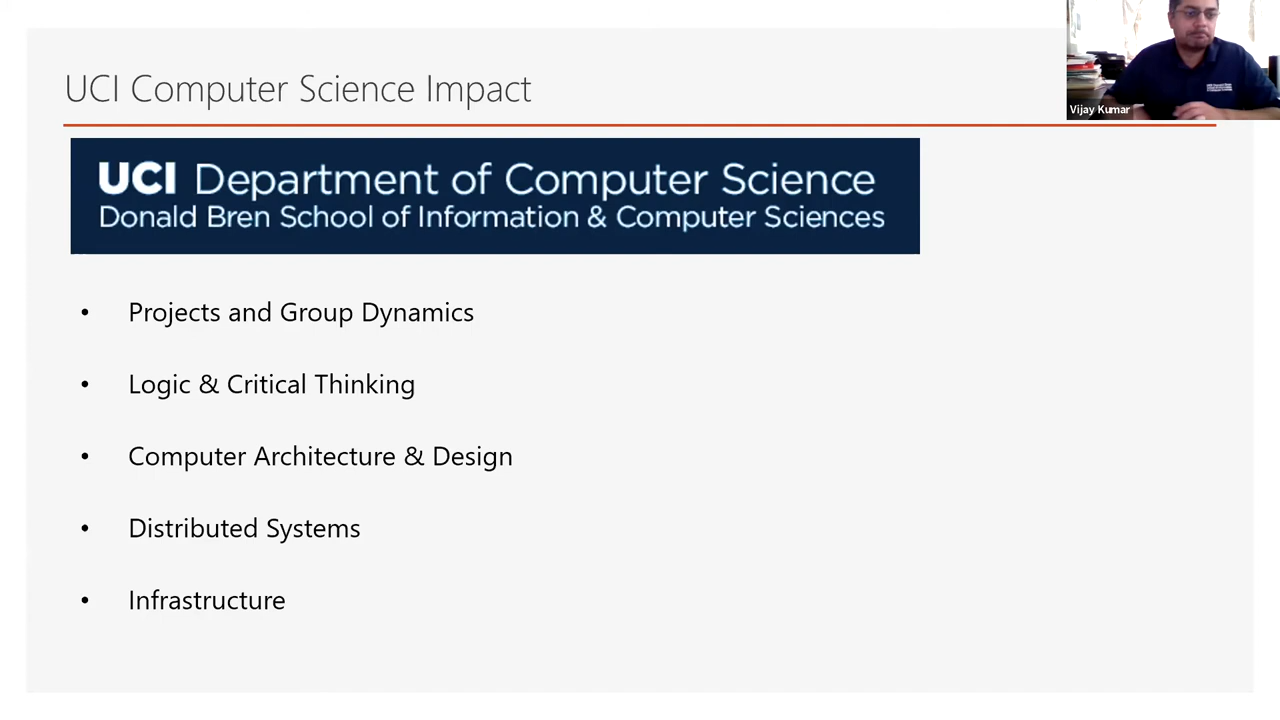 UCI Computer Science Impact
Vijay Kumar
UCI Department of Computer Science
Donald Bren School of Information & Computer Sciences
• Projects and Group Dynamics
• Logic & Critical Thinking
• Computer Architecture & Design
• Distributed Systems
• Infrastructure